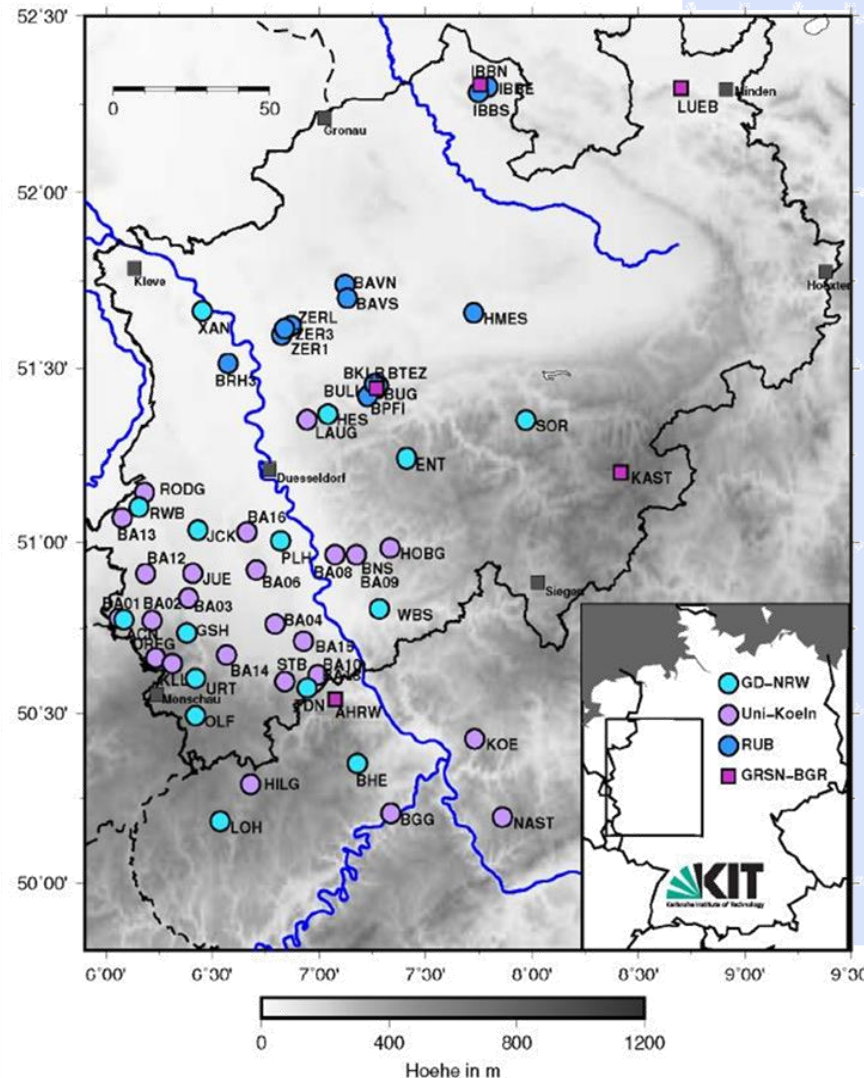 52°30'
IBBN
IBBE
IBBS
LUEB
Minden
0
50
Gronau
52°00'
Kleve
BAVN
BAVS
Hoexter
XAN
ZERL
ZER3
ZER1
HMES
51°30'
BRH3
BTEZ
BUG
BPFI
HES
LAUG
SOR
ENT
KAST
Duesseldorf
RODG
RWB
BA13
BA16
JCK
PLH
51°00'
HOBG
BA12
BA08
BNS
BA09
JUE
BA06
Siegen
BA01
BA02
BA03
WBS
ACN
GSH
BA04
DREG
BA15
BA14
STB
BA10
URT
Monschau
TDN
AHRW
50°30'
OLF
KOE
BHE
HILG
BGG
NAST
LOH
50°00'
GD-NRW
Uni-Koeln
RUB
GRSN-BGR
KIT
Karlsruhe Institute of Technology
6°00'
6°30'
7°00'
7°30'
8°00'
8°30'
9°00'
9°30'
0
400
800
1200
Hoehe in m